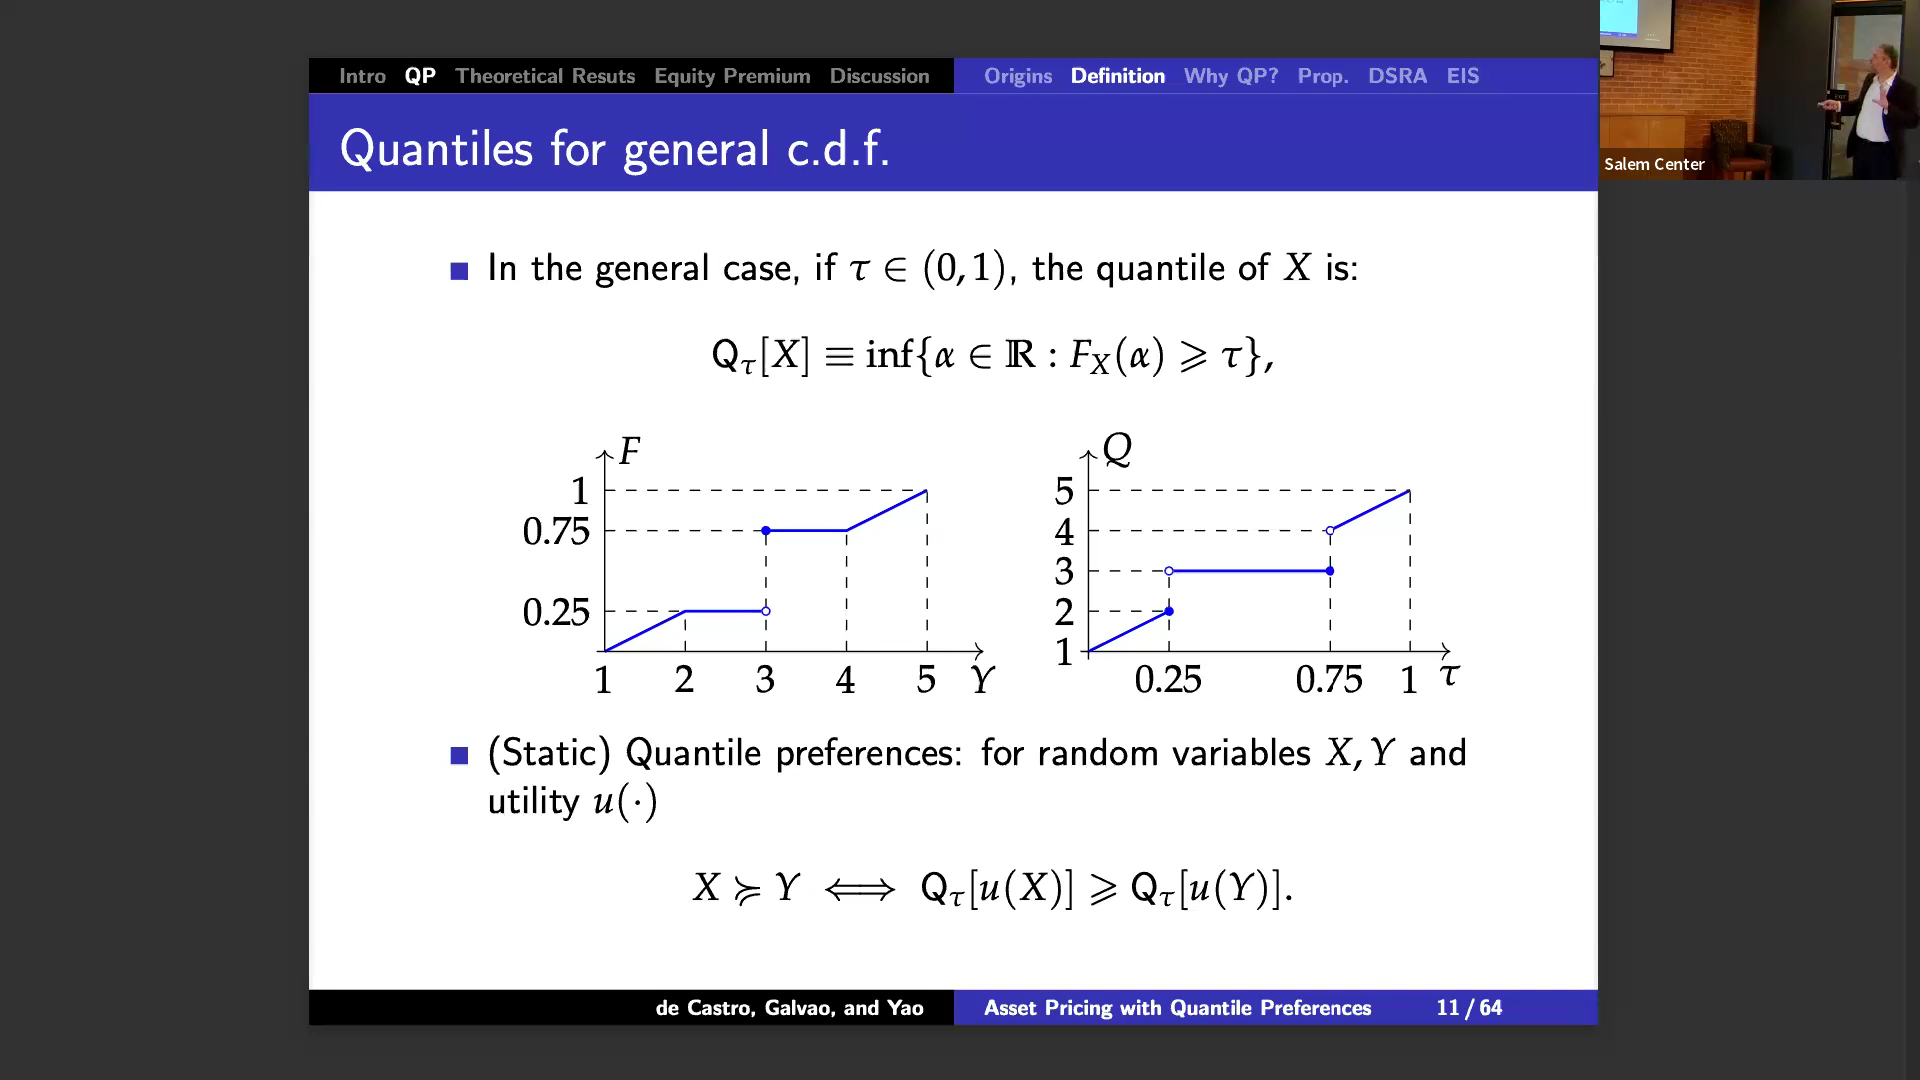 Intro QP Theoretical Resuts Equity Premium Discussion Origins Definition Why QP? Prop. DSRA EIS
Quantiles for general c.d.f.
Salem Center
In the general case, if τ ∈ (0, 1), the quantile of X is:
Qτ[X] ≡ inf{α ∈ ℝ : F_X(α) ⩾ τ},
F
1
0.75
0.25
1 2 3 4 5 Y
Q
5
4
3
2
1
0.25 0.75 1 τ
(Static) Quantile preferences: for random variables X, Y and
utility u(·)
X ≽ Y ⟺ Qτ[u(X)] ⩾ Qτ[u(Y)].
de Castro, Galvao, and Yao Asset Pricing with Quantile Preferences 11 / 64